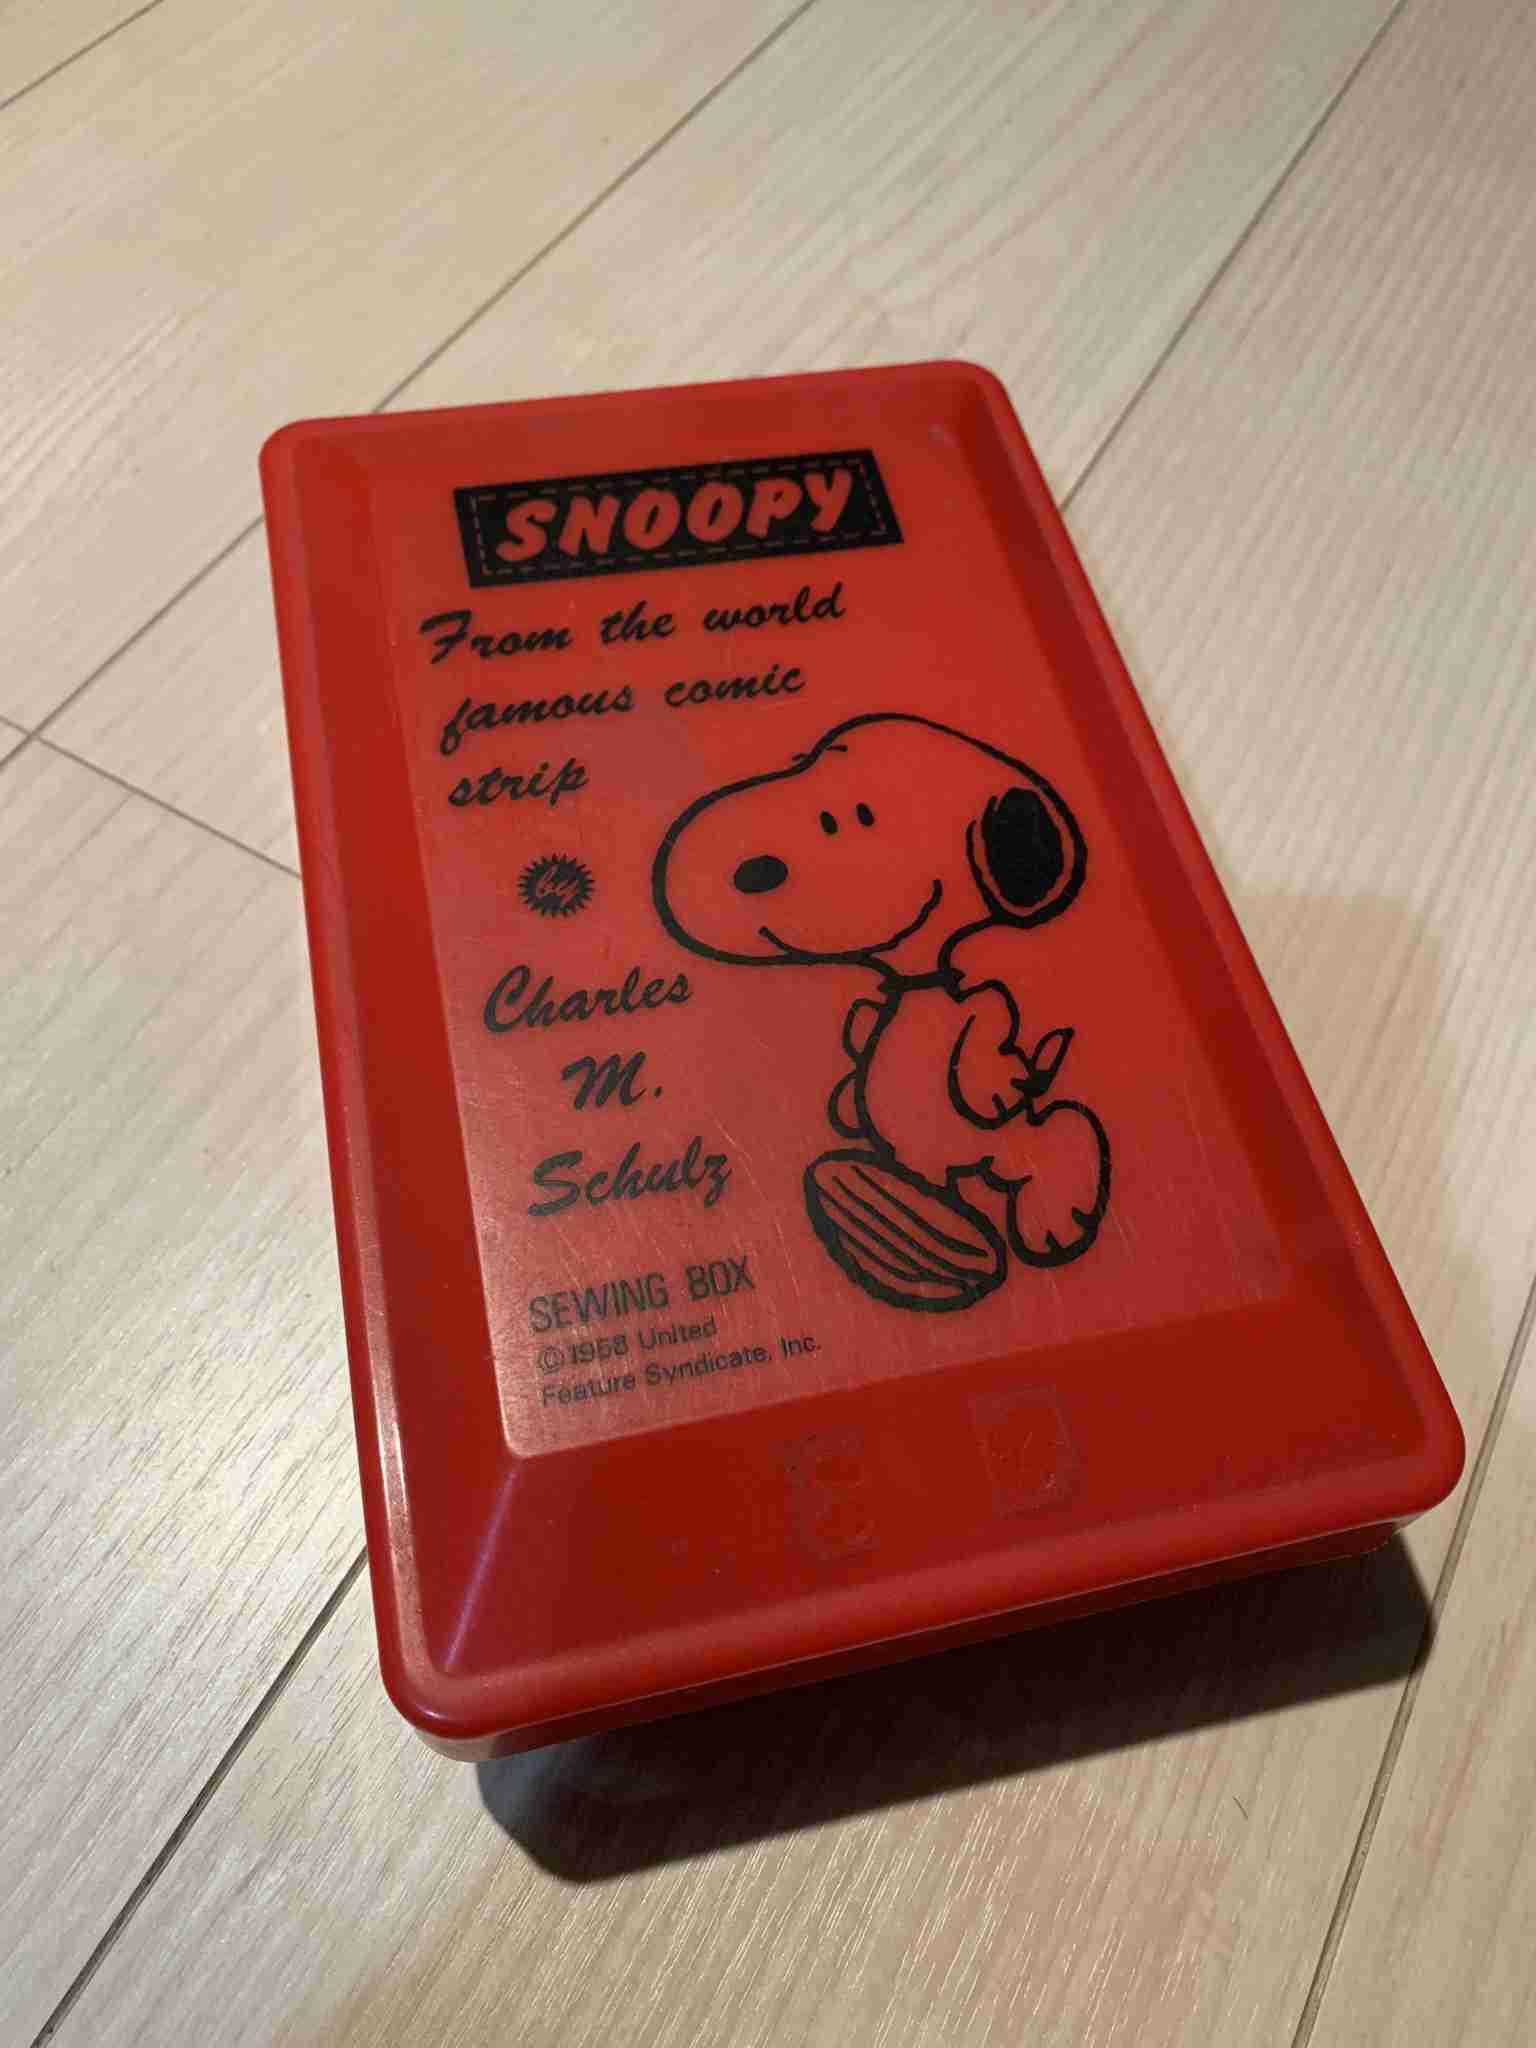 SNOOPY
From the world
famous comic
strip
by
Charles
M.
Schulz
SEWING BOX
©1958 United
Feature Syndicate, Inc.